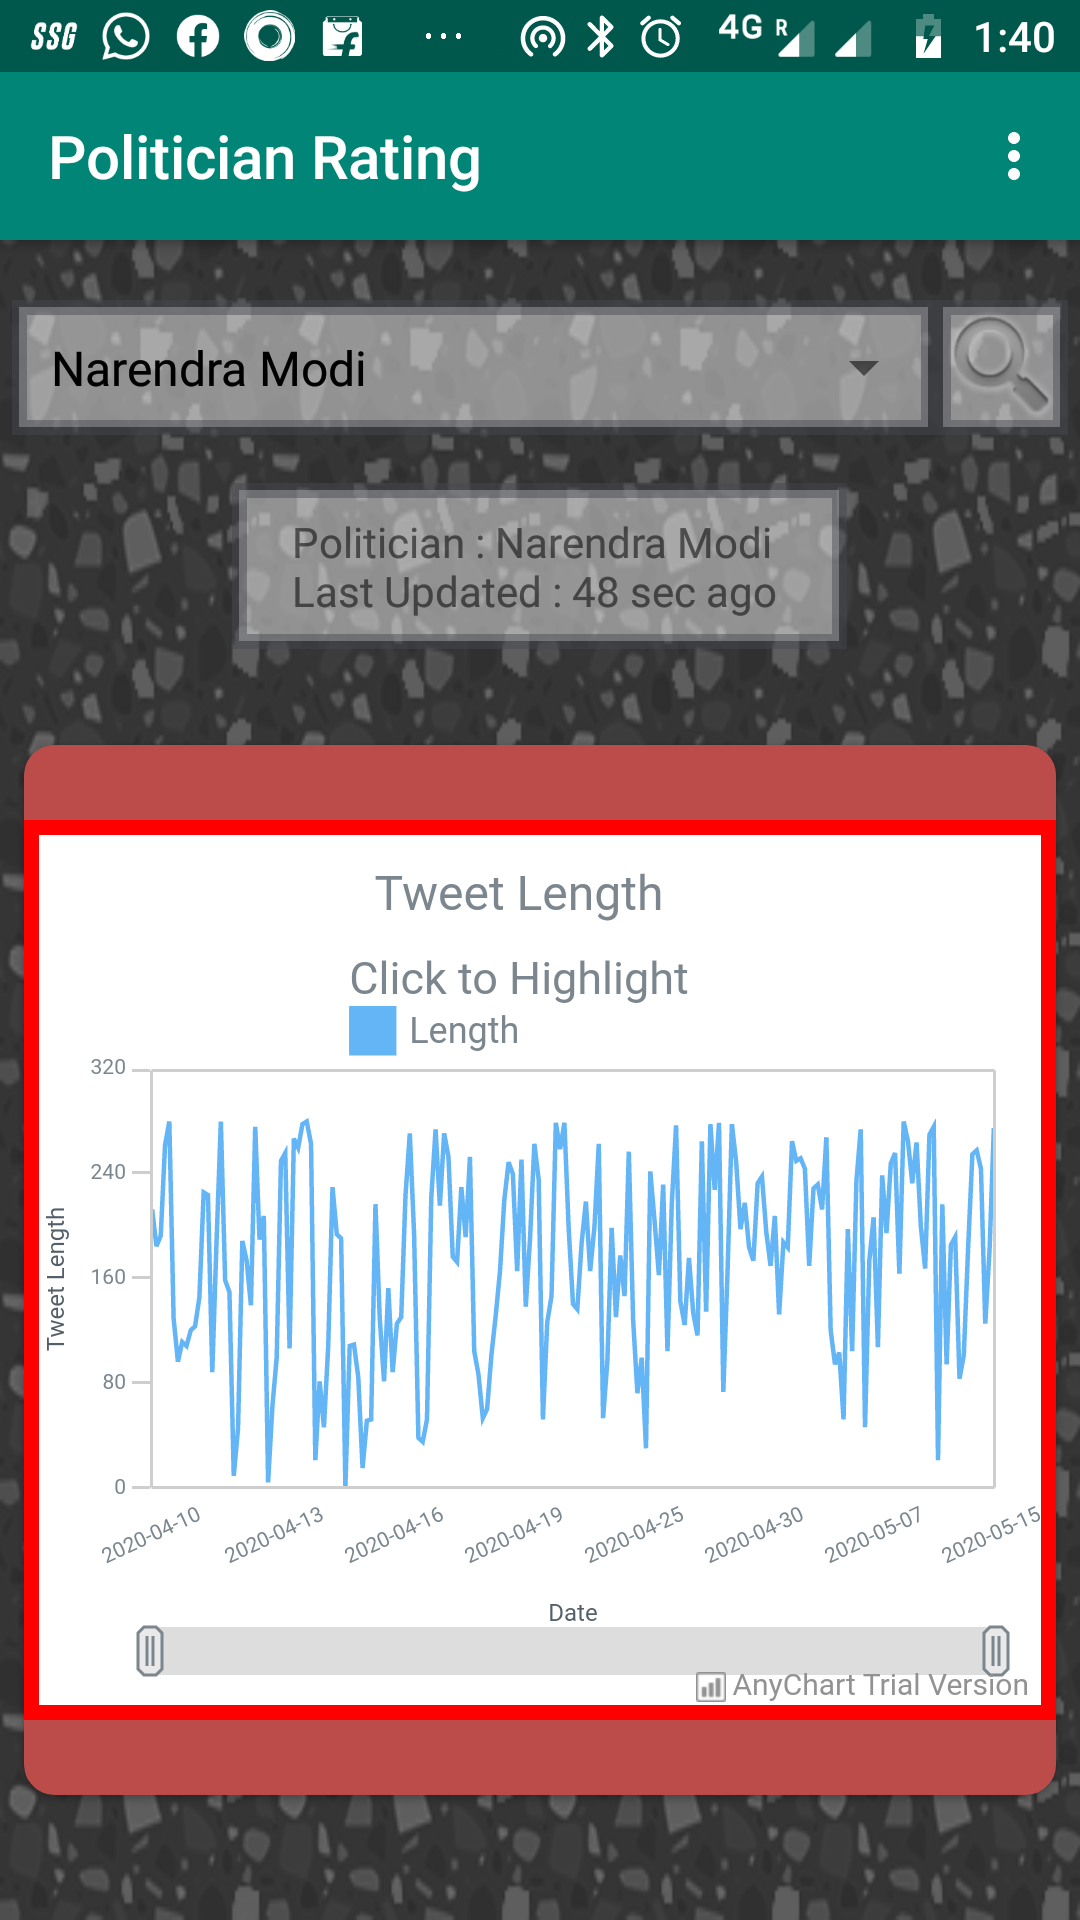 SSG
4G R
1:40
Politician Rating
Narendra Modi
Politician : Narendra Modi
Last Updated : 48 sec ago
Tweet Length
Click to Highlight
Length
320
240
160
80
0
Tweet Length
2020-04-10
2020-04-13
2020-04-16
2020-04-19
2020-04-25
2020-04-30
2020-05-07
2020-05-15
Date
AnyChart Trial Version